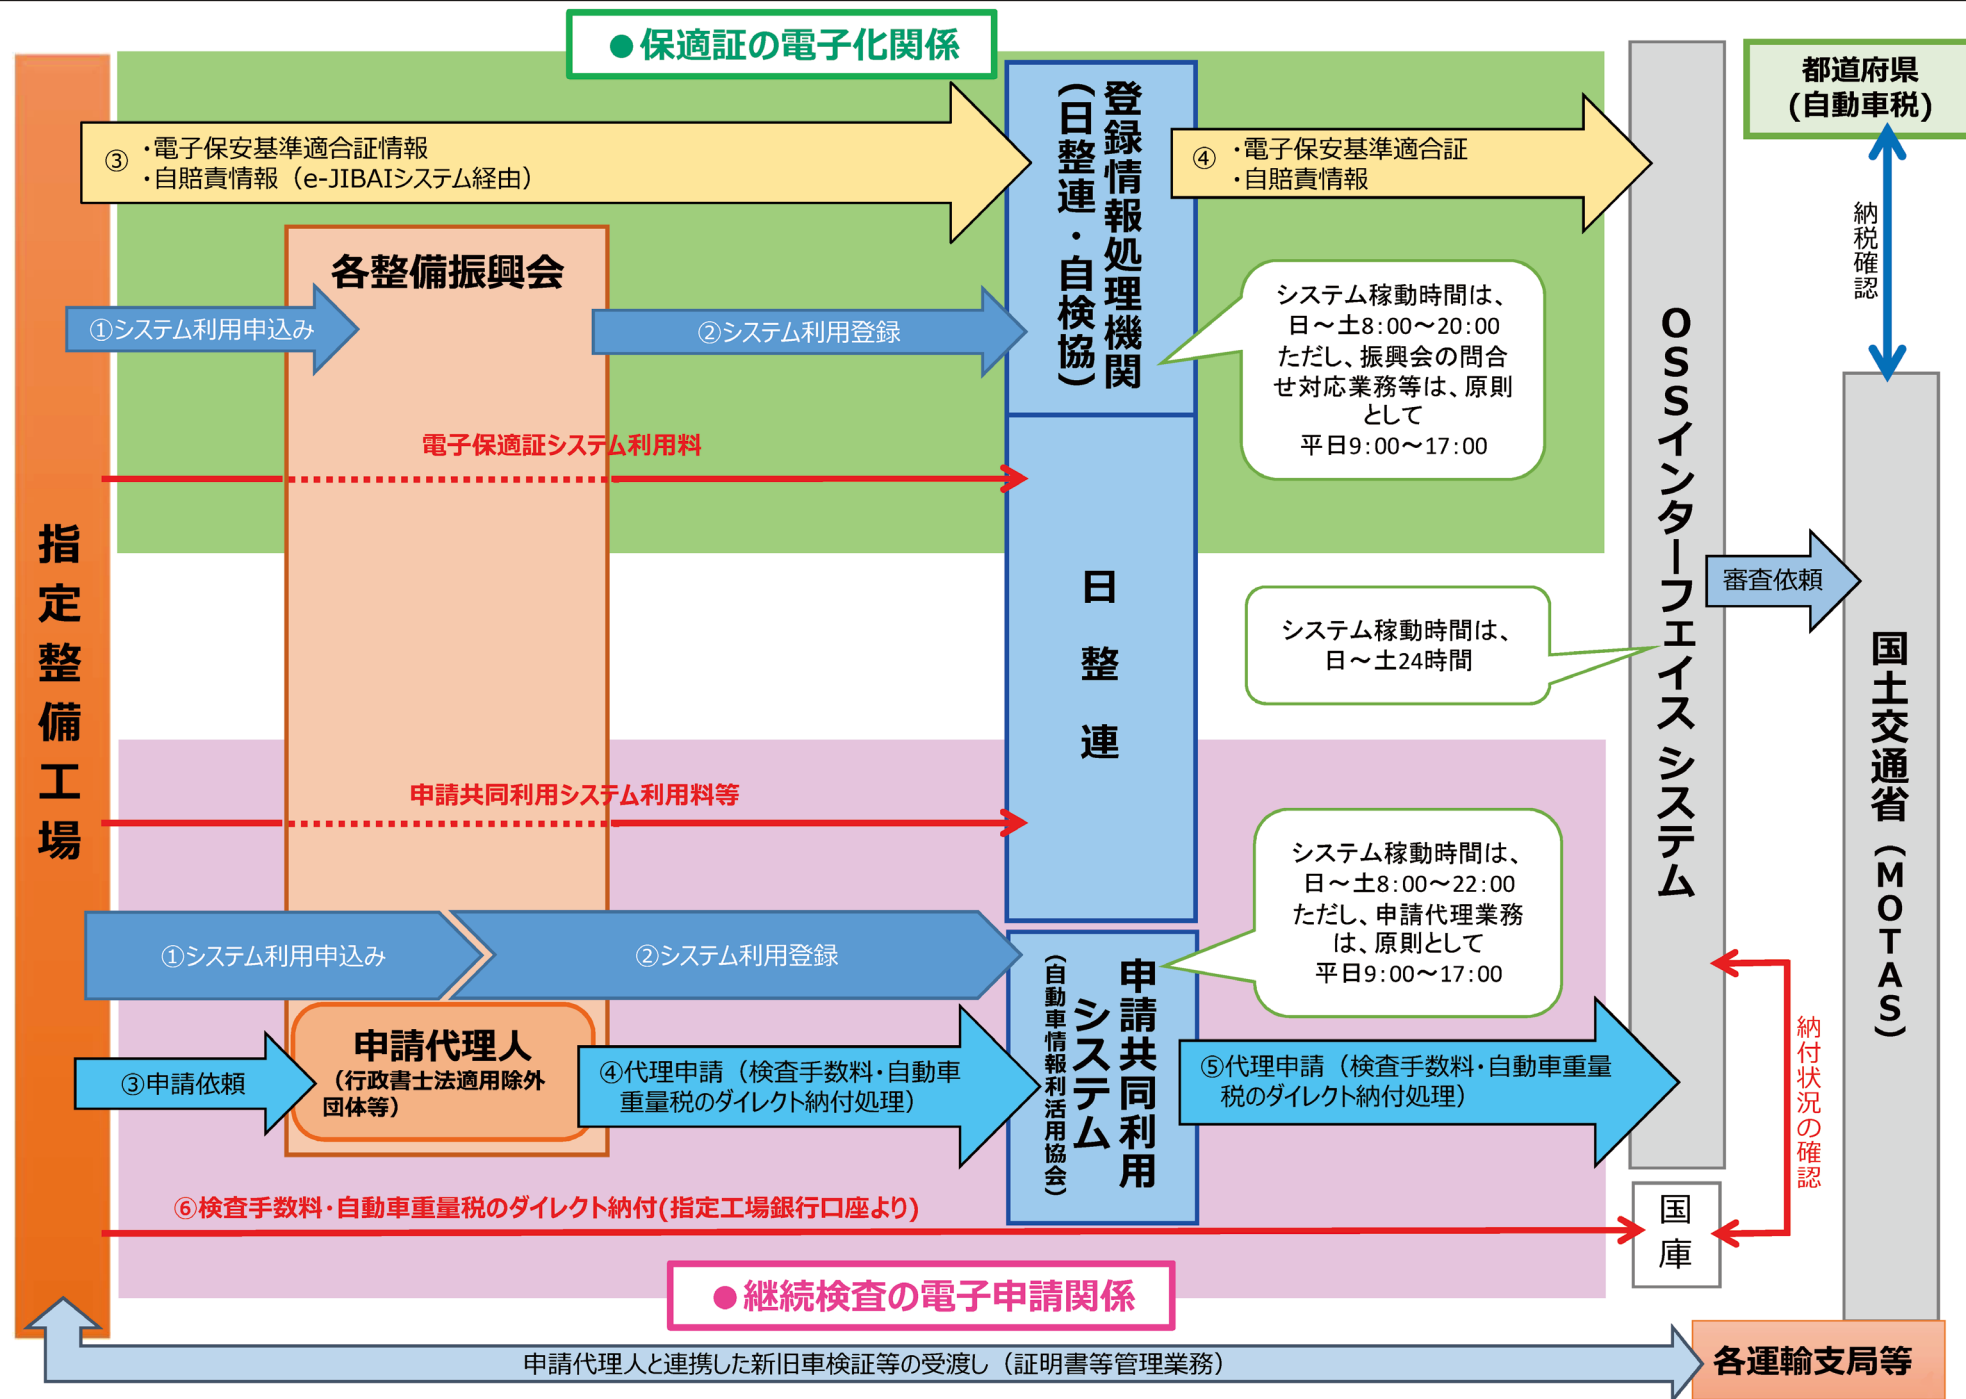 ●保適証の電子化関係
都道府県
(自動車税)
③
・電子保安基準適合証情報
・自賠責情報（e-JIBAIシステム経由）
登録情報処理機関
(日整連・自検協)
④
・電子保安基準適合証
・自賠責情報
納税確認
各整備振興会
①システム利用申込み
②システム利用登録
システム稼動時間は、
日～土8:00～20:00
ただし、振興会の問合
せ対応業務等は、原則
として
平日9:00～17:00
電子保適証システム利用料
指定整備工場
日整連
OSSインターフェイス システム
審査依頼
システム稼動時間は、
日～土24時間
国土交通省（MOTAS）
申請共同利用システム利用料等
システム稼動時間は、
日～土8:00～22:00
ただし、申請代理業務
は、原則として
平日9:00～17:00
①システム利用申込み
②システム利用登録
申請共同利用
システム
(自動車情報利活用協会)
③申請依頼
申請代理人
（行政書士法適用除外
団体等）
④代理申請（検査手数料・自動車
重量税のダイレクト納付処理）
⑤代理申請（検査手数料・自動車重量
税のダイレクト納付処理）
納付状況の確認
⑥検査手数料・自動車重量税のダイレクト納付(指定工場銀行口座より)
国庫
●継続検査の電子申請関係
申請代理人と連携した新旧車検証等の受渡し（証明書等管理業務）
各運輸支局等